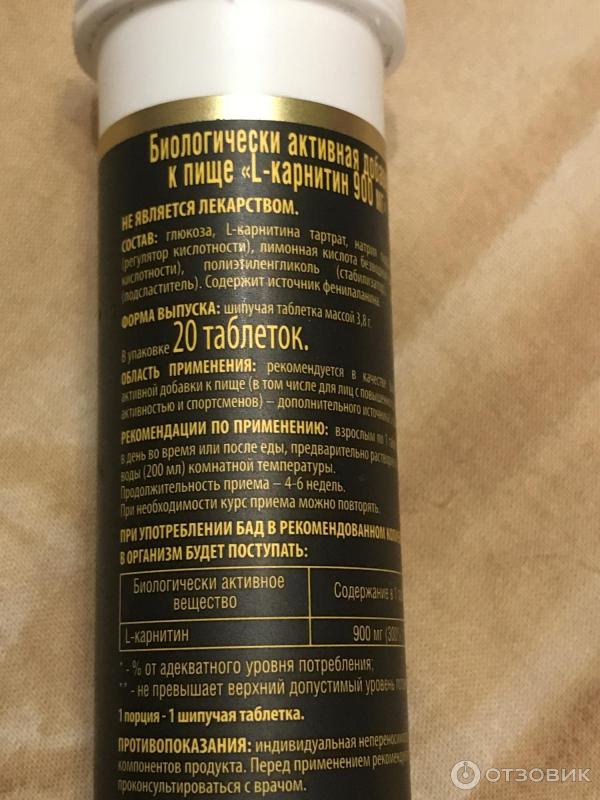 Биологически активная
к пище «L-карнитин 900 мг
НЕ ЯВЛЯЕТСЯ ЛЕКАРСТВОМ.
СОСТАВ: глюкоза, L-карнитина тартрат, натрия
(регулятор кислотности), лимонная кислота
кислотности), полиэтиленгликоль (стабилизатор),
(подсластитель). Содержит источник фенилаланина.
ФОРМА ВЫПУСКА: шипучая таблетка массой 3,8 г.
В упаковке 20 таблеток.
ОБЛАСТЬ ПРИМЕНЕНИЯ: рекомендуется в качестве
активной добавки к пище (в том числе для лиц с
активностью и спортсменов) – дополнительного
РЕКОМЕНДАЦИИ ПО ПРИМЕНЕНИЮ: взрослым по 1
в день во время или после еды, предварительно
воды (200 мл) комнатной температуры.
Продолжительность приема – 4-6 недель.
При необходимости курс приема можно повторять.
ПРИ УПОТРЕБЛЕНИИ БАД В РЕКОМЕНДОВАННОМ
В ОРГАНИЗМ БУДЕТ ПОСТУПАТЬ:
Биологически активное вещество Содержание в 1
L-карнитин 900 мг
* - % от адекватного уровня потребления;
** - не превышает верхний допустимый уровень
1 порция - 1 шипучая таблетка.
ПРОТИВОПОКАЗАНИЯ: индивидуальная
компонентов продукта. Перед применением
проконсультироваться с врачом.
ОТЗОВИК